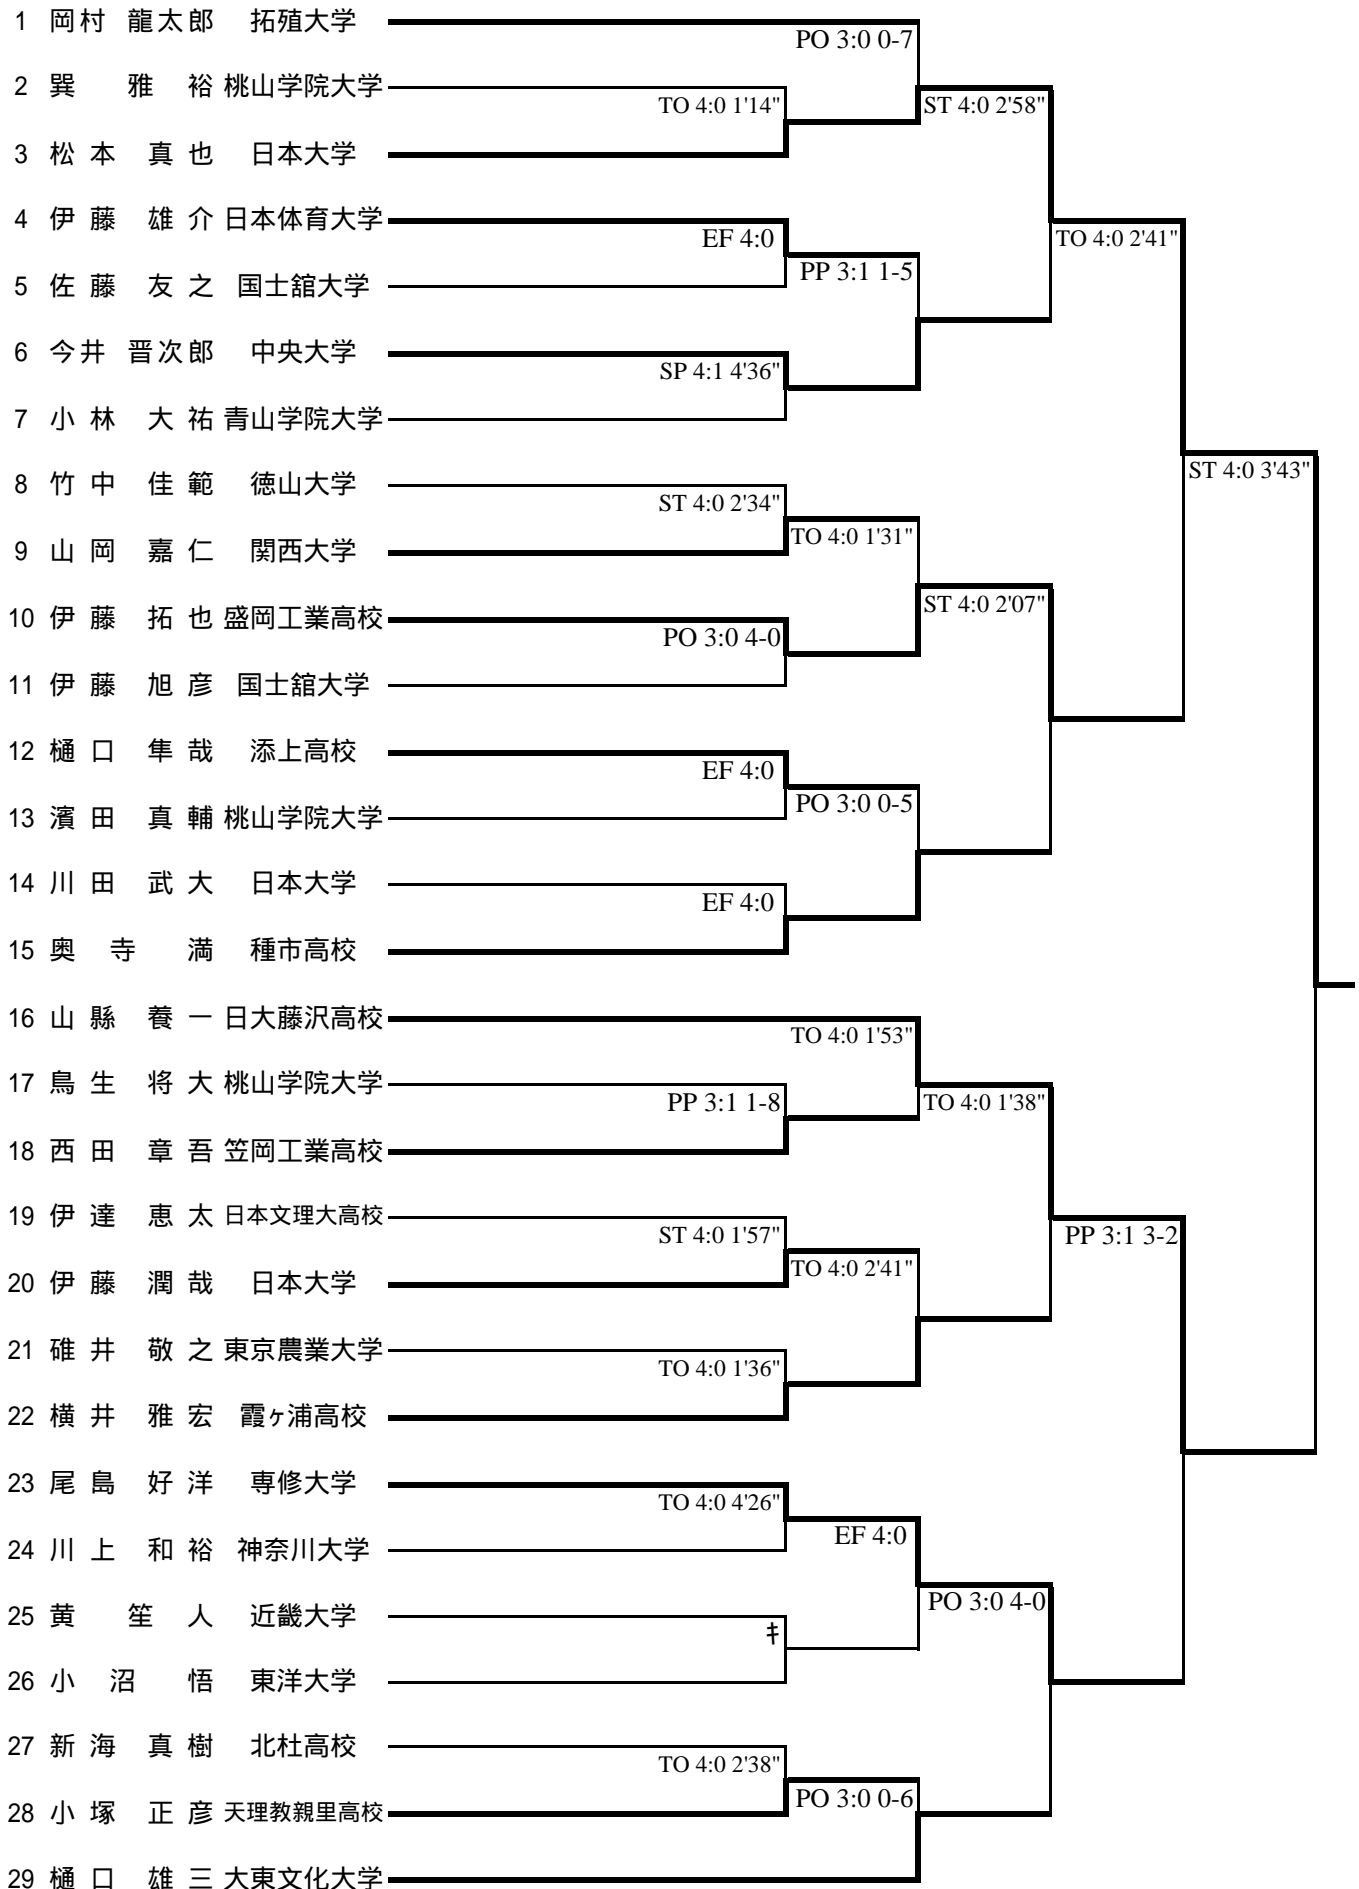 1 岡村 龍太郎 拓殖大学
PO 3:0 0-7
2 巽 雅裕 桃山学院大学
TO 4:0 1'14"
ST 4:0 2'58"
3 松本 真也 日本大学
4 伊藤 雄介 日本体育大学
EF 4:0
TO 4:0 2'41"
PP 3:1 1-5
5 佐藤 友之 国士舘大学
6 今井 晋次郎 中央大学
SP 4:1 4'36"
7 小林 大祐 青山学院大学
ST 4:0 3'43"
8 竹中 佳範 徳山大学
ST 4:0 2'34"
TO 4:0 1'31"
9 山岡 嘉仁 関西大学
ST 4:0 2'07"
10 伊藤 拓也 盛岡工業高校
PO 3:0 4-0
11 伊藤 旭彦 国士舘大学
12 樋口 隼哉 添上高校
EF 4:0
PO 3:0 0-5
13 濱田 真輔 桃山学院大学
14 川田 武大 日本大学
EF 4:0
15 奥寺 満 種市高校
16 山縣 養一 日大藤沢高校
TO 4:0 1'53"
17 鳥生 将大 桃山学院大学
PP 3:1 1-8
TO 4:0 1'38"
18 西田 章吾 笠岡工業高校
19 伊達 恵太 日本文理大高校
ST 4:0 1'57"
PP 3:1 3-2
TO 4:0 2'41"
20 伊藤 潤哉 日本大学
21 碓井 敬之 東京農業大学
TO 4:0 1'36"
22 横井 雅宏 霞ヶ浦高校
23 尾島 好洋 専修大学
TO 4:0 4'26"
EF 4:0
24 川上 和裕 神奈川大学
PO 3:0 4-0
25 黄 笙人 近畿大学
ｷ
26 小沼 悟 東洋大学
27 新海 真樹 北杜高校
TO 4:0 2'38"
PO 3:0 0-6
28 小塚 正彦 天理教親里高校
29 樋口 雄三 大東文化大学